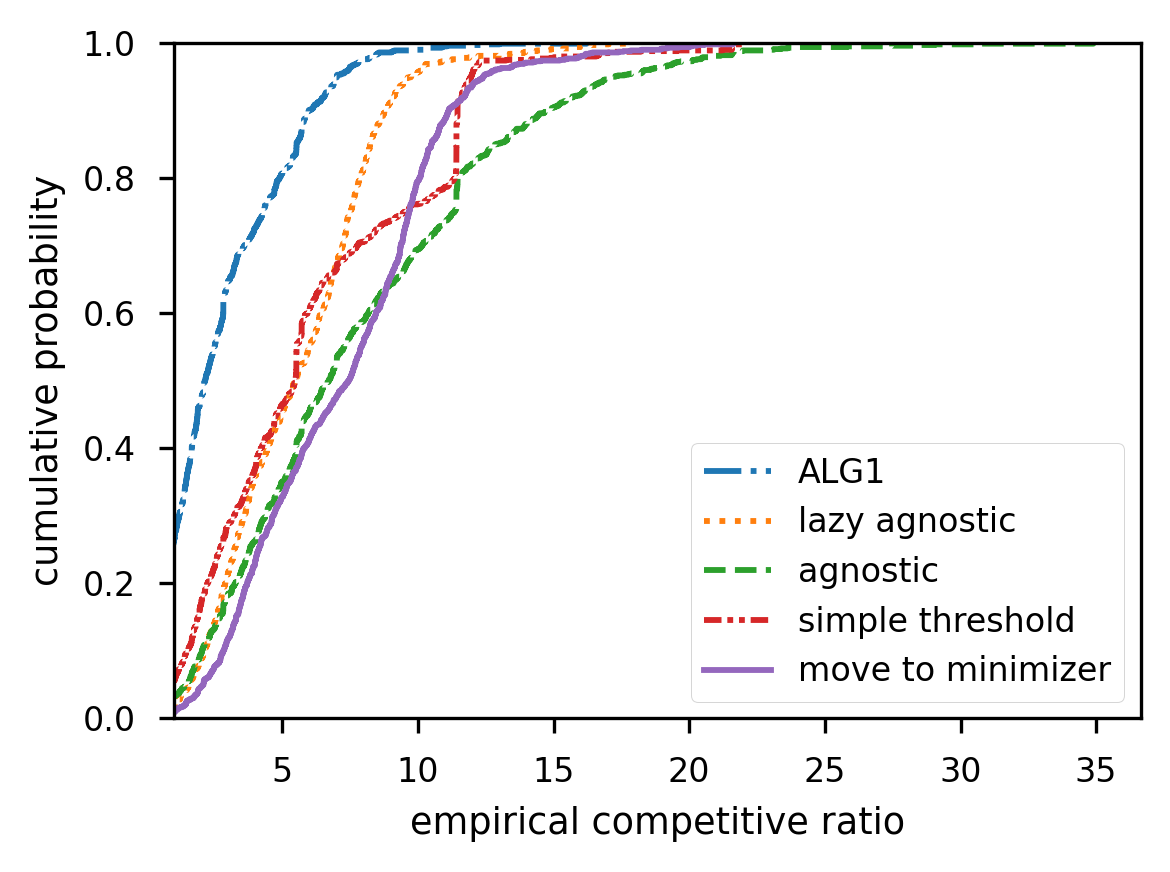 1.0
0.8
0.6
0.4
0.2
0.0
cumulative probability
5 10 15 20 25 30 35
empirical competitive ratio
ALG1
lazy agnostic
agnostic
simple threshold
move to minimizer